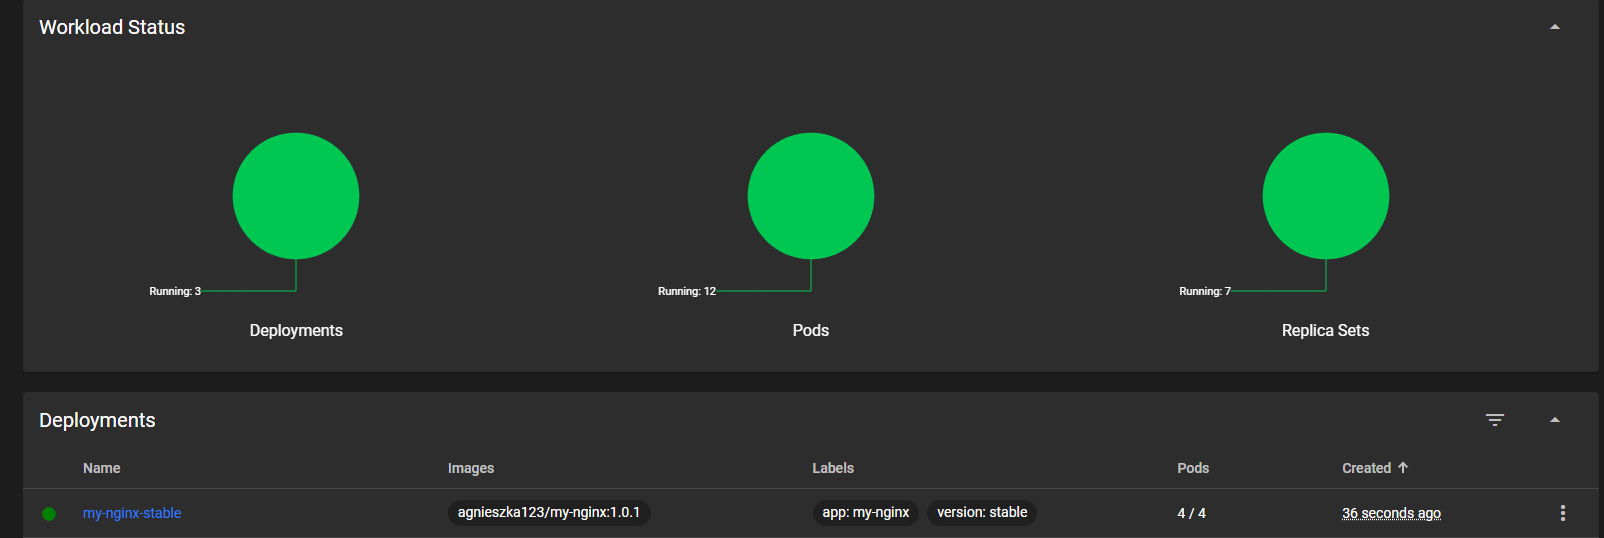 Workload Status
Running: 3
Running: 12
Running: 7
Deployments
Pods
Replica Sets
Deployments
Name Images Labels Pods Created
my-nginx-stable agnieszka123/my-nginx:1.0.1 app: my-nginx version: stable 4 / 4 36 seconds ago